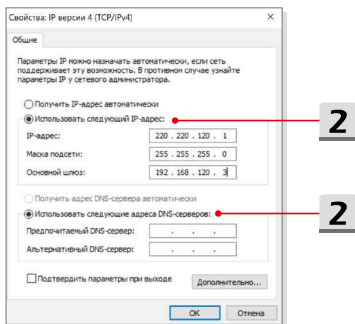 Свойства: IP версии 4 (TCP/IPv4)
Общие
Параметры IP можно назначать автоматически, если сеть
поддерживает эту возможность. В противном случае узнайте
параметры IP у сетевого администратора.
Получить IP-адрес автоматически
Использовать следующий IP-адрес:
2
IP-адрес: 220 . 220 . 120 . 1
Маска подсети: 255 . 255 . 255 . 0
Основной шлюз: 192 . 168 . 120 . 3
Получить адрес DNS-сервера автоматически
Использовать следующие адреса DNS-серверов:
2
Предпочитаемый DNS-сервер: . . .
Альтернативный DNS-сервер: . . .
Подтвердить параметры при выходе
Дополнительно...
OK Отмена